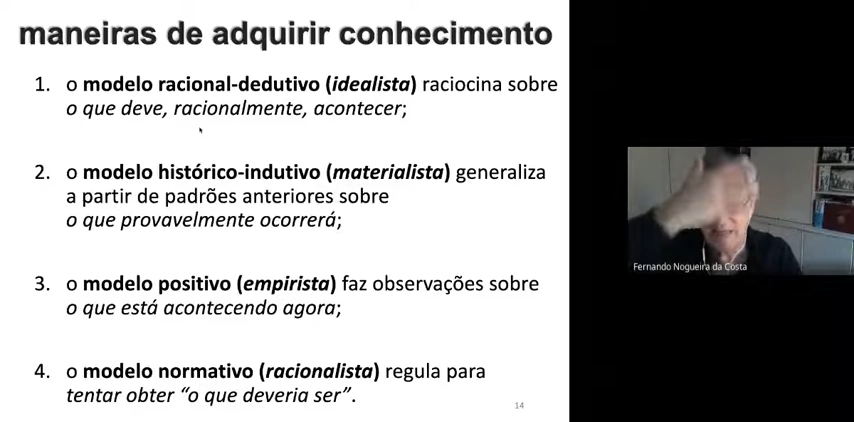 maneiras de adquirir conhecimento
1. o modelo racional-dedutivo (idealista) raciocina sobre
o que deve, racionalmente, acontecer;
2. o modelo histórico-indutivo (materialista) generaliza
a partir de padrões anteriores sobre
o que provavelmente ocorrerá;
3. o modelo positivo (empirista) faz observações sobre
o que está acontecendo agora;
4. o modelo normativo (racionalista) regula para
tentar obter “o que deveria ser”.
14
Fernando Nogueira da Costa